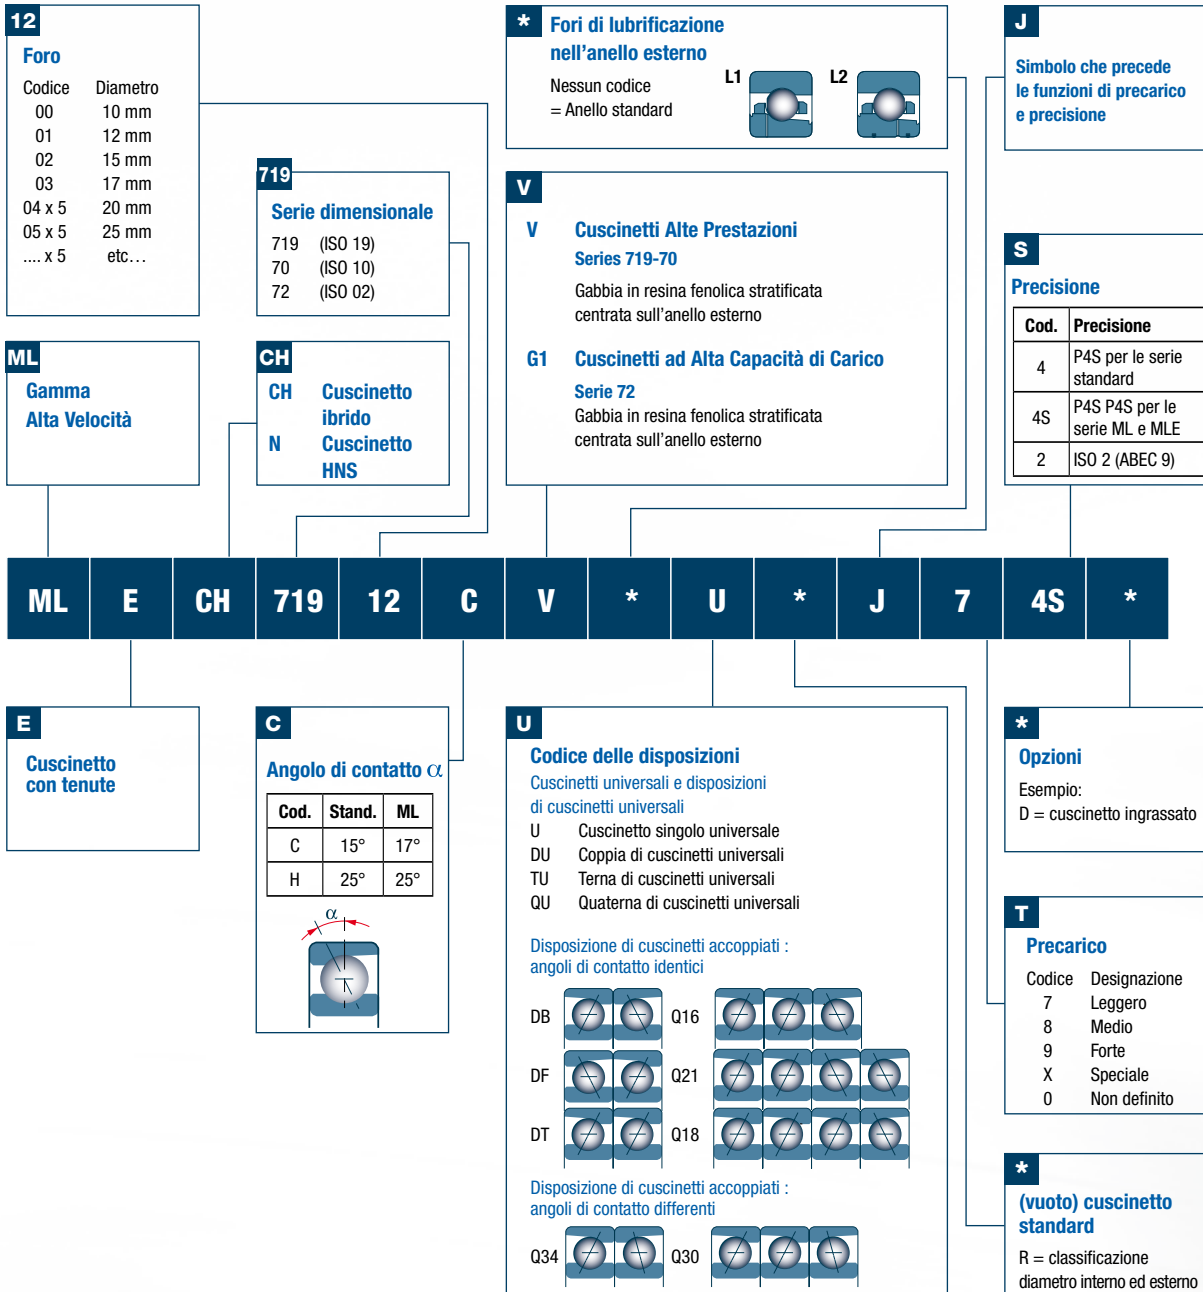 12
Foro
Codice Diametro
00 10 mm
01 12 mm
02 15 mm
03 17 mm
04 x 5 20 mm
05 x 5 25 mm
.... x 5 etc...
719
Serie dimensionale
719 (ISO 19)
70 (ISO 10)
72 (ISO 02)
* Fori di lubrificazione
nell'anello esterno
Nessun codice
= Anello standard
L1 L2
J
Simbolo che precede
le funzioni di precarico
e precisione
ML
Gamma
Alta Velocità
CH
CH Cuscinetto
ibrido
N Cuscinetto
HNS
V
V Cuscinetti Alte Prestazioni
Series 719-70
Gabbia in resina fenolica stratificata
centrata sull'anello esterno
G1 Cuscinetti ad Alta Capacità di Carico
Serie 72
Gabbia in resina fenolica stratificata
centrata sull'anello esterno
S
Precisione
Cod. Precisione
4 P4S per le serie
standard
4S P4S P4S per le
serie ML e MLE
2 ISO 2 (ABEC 9)
ML E CH 719 12 C V * U * J 7 4S *
E
Cuscinetto
con tenute
C
Angolo di contatto α
Cod. Stand. ML
C 15° 17°
H 25° 25°
α
U
Codice delle disposizioni
Cuscinetti universali e disposizioni
di cuscinetti universali
U Cuscinetto singolo universale
DU Coppia di cuscinetti universali
TU Terna di cuscinetti universali
QU Quaterna di cuscinetti universali
Disposizione di cuscinetti accoppiati :
angoli di contatto identici
DB Q16
DF Q21
DT Q18
Disposizione di cuscinetti accoppiati :
angoli di contatto differenti
Q34 Q30
*
Opzioni
Esempio:
D = cuscinetto ingrassato
T
Precarico
Codice Designazione
7 Leggero
8 Medio
9 Forte
X Speciale
0 Non definito
*
(vuoto) cuscinetto
standard
R = classificazione
diametro interno ed esterno